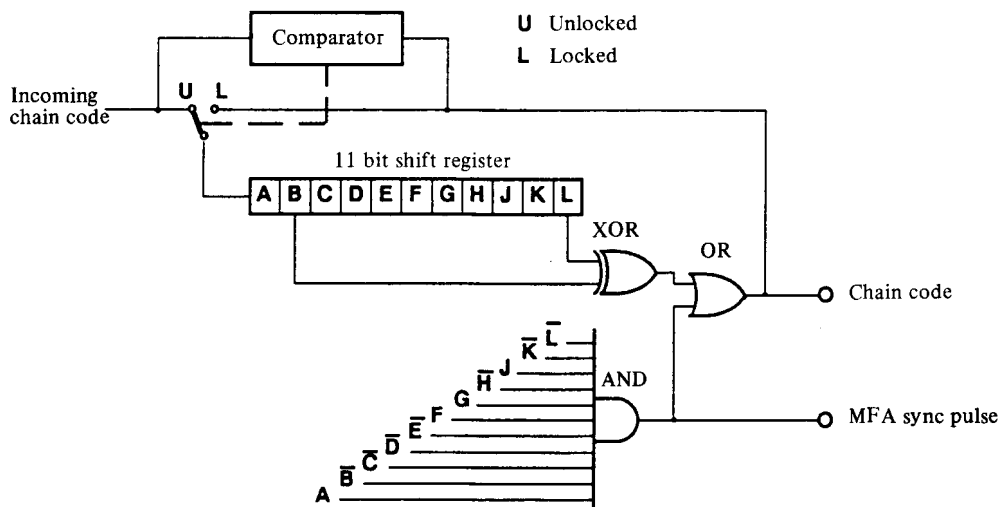 Comparator
U Unlocked
L Locked
Incoming
chain code
U L
11 bit shift register
A B C D E F G H J K L
XOR
OR
Chain code
L̅
K̅
J
H̅
AND
G
F
E̅
D̅
C̅
B̅
A
MFA sync pulse